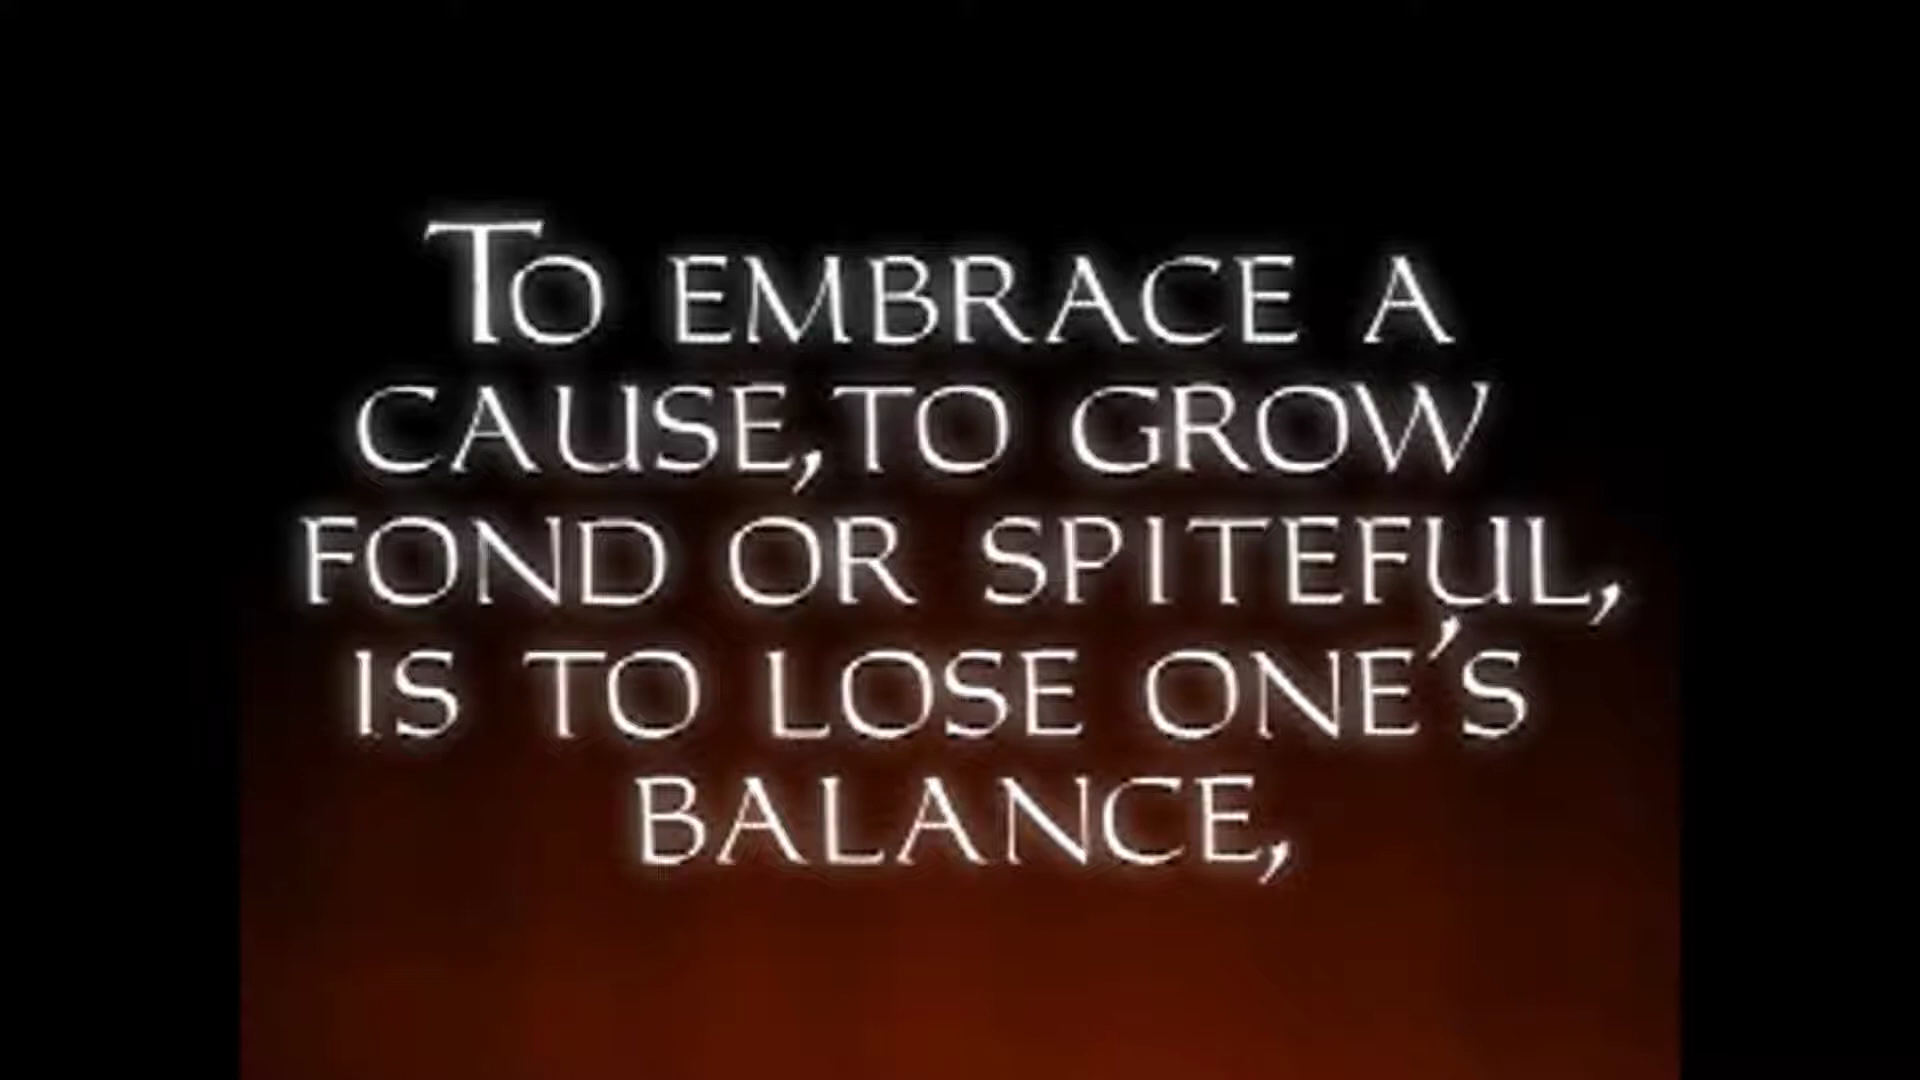 To EMBRACE A
CAUSE,TO GROW
FOND OR SPITEFUL,
IS TO LOSE ONE'S
BALANCE,